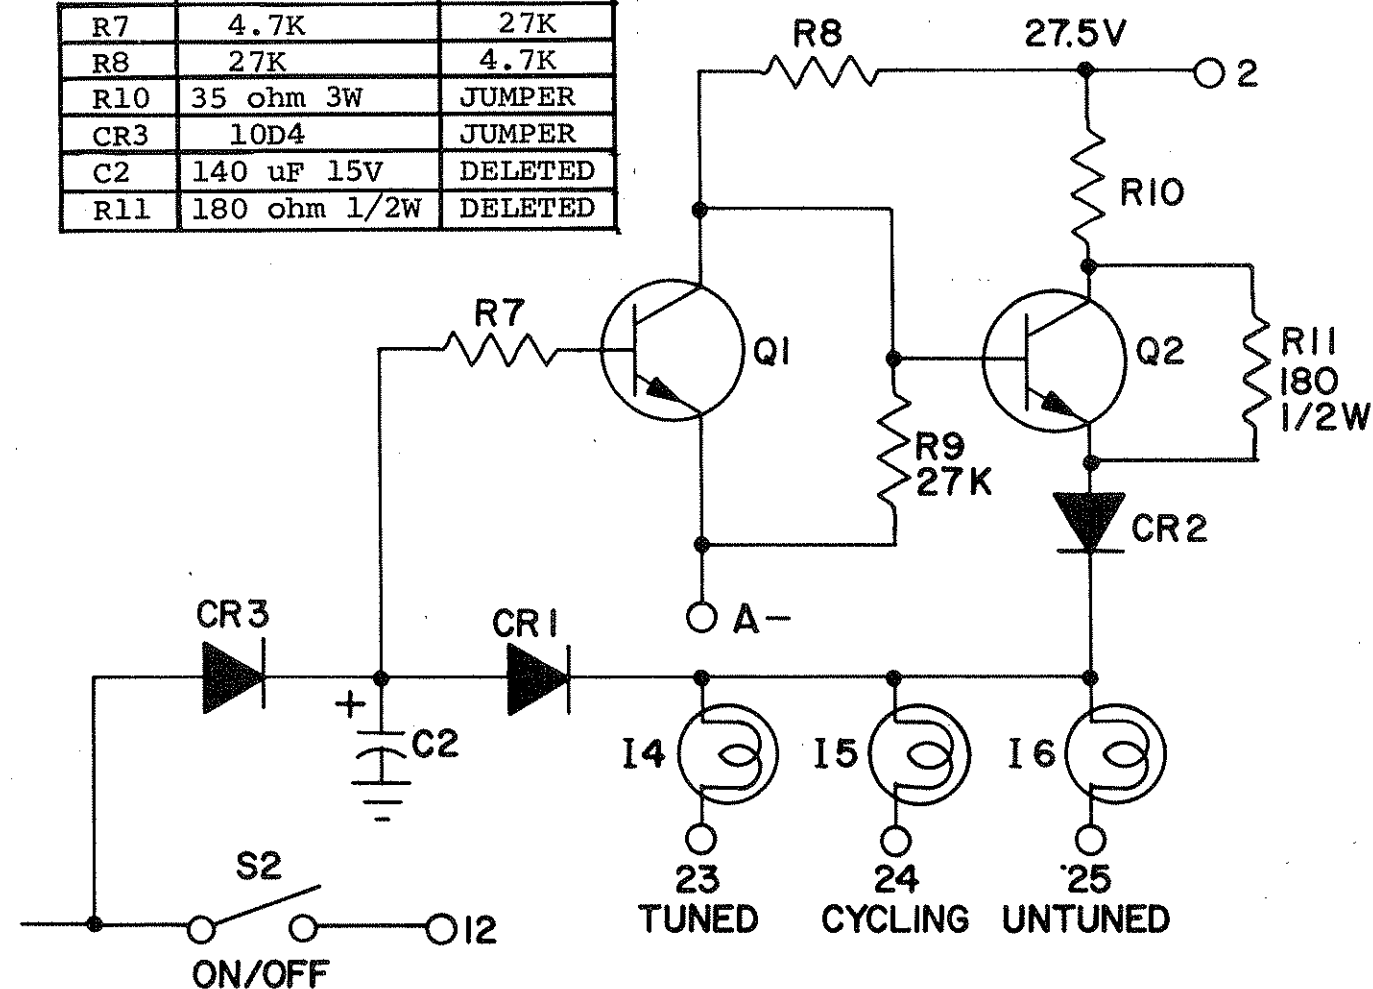 R7 4.7K 27K
R8 27K 4.7K
R10 35 ohm 3W JUMPER
CR3 10D4 JUMPER
C2 140 uF 15V DELETED
R11 180 ohm 1/2W DELETED
R8
27.5V
2
R10
R7
Q1
Q2
R11
180
1/2W
R9
27K
CR2
A-
CR3
CR1
+
C2
I4
I5
I6
S2
23
24
25
TUNED
CYCLING
UNTUNED
12
ON/OFF